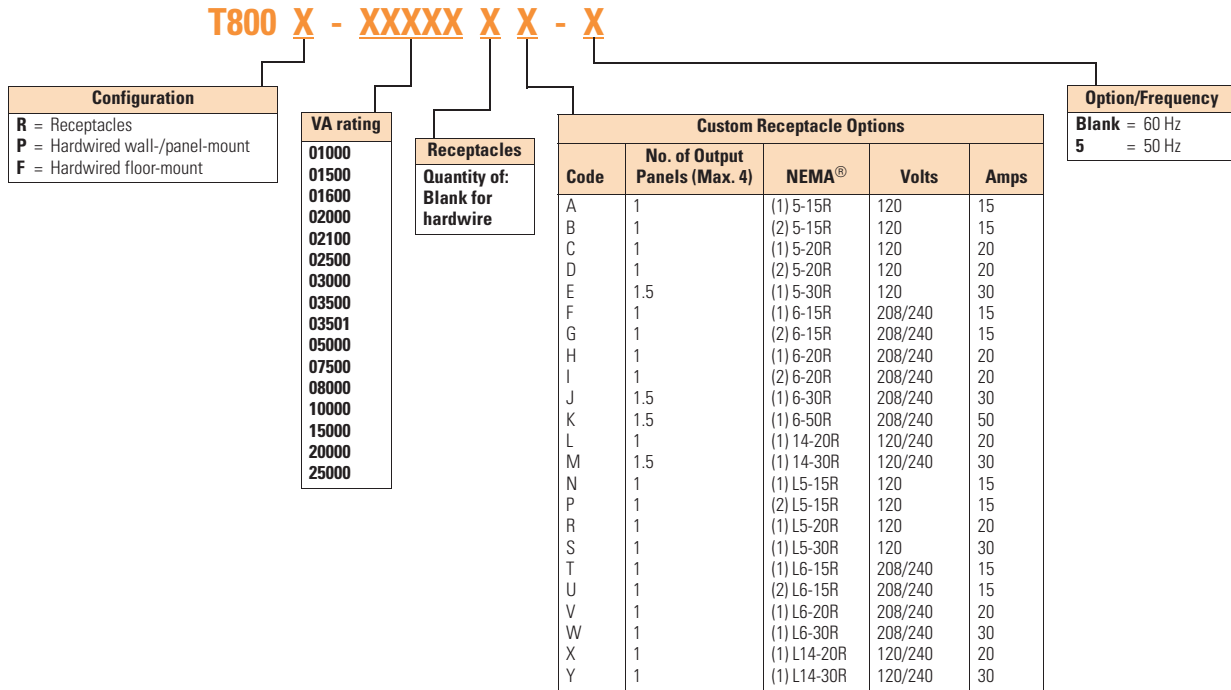 T800 X - XXXXX X X - X
Configuration
R = Receptacles
P = Hardwired wall-/panel-mount
F = Hardwired floor-mount
VA rating
01000
01500
01600
02000
02100
02500
03000
03500
03501
05000
07500
08000
10000
15000
20000
25000
Receptacles
Quantity of:
Blank for
hardwire
Custom Receptacle Options
Code No. of Output Panels (Max. 4) NEMA® Volts Amps
A 1 (1) 5-15R 120 15
B 1 (2) 5-15R 120 15
C 1 (1) 5-20R 120 20
D 1 (2) 5-20R 120 20
E 1.5 (1) 5-30R 120 30
F 1 (1) 6-15R 208/240 15
G 1 (2) 6-15R 208/240 15
H 1 (1) 6-20R 208/240 20
I 1 (2) 6-20R 208/240 20
J 1.5 (1) 6-30R 208/240 30
K 1.5 (1) 6-50R 208/240 50
L 1 (1) 14-20R 120/240 20
M 1.5 (1) 14-30R 120/240 30
N 1 (1) L5-15R 120 15
P 1 (2) L5-15R 120 15
R 1 (1) L5-20R 120 20
S 1 (1) L5-30R 120 30
T 1 (1) L6-15R 208/240 15
U 1 (2) L6-15R 208/240 15
V 1 (1) L6-20R 208/240 20
W 1 (1) L6-30R 208/240 30
X 1 (1) L14-20R 120/240 20
Y 1 (1) L14-30R 120/240 30
Option/Frequency
Blank = 60 Hz
5 = 50 Hz